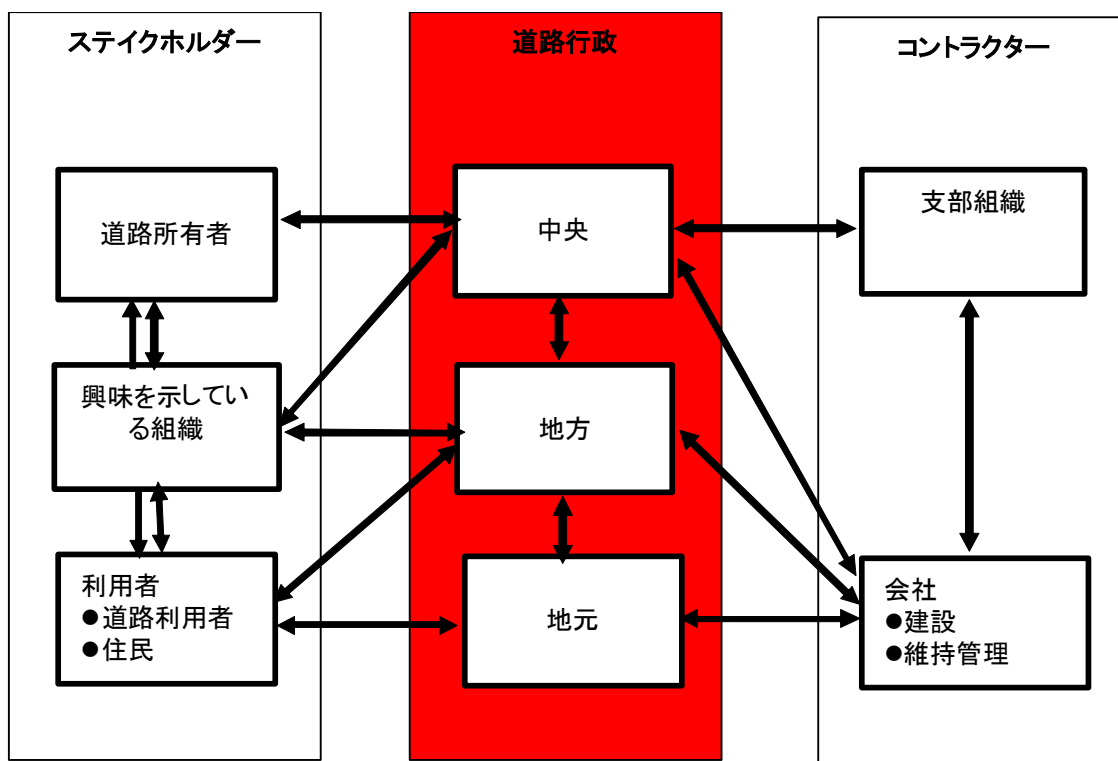 ステイクホルダー
道路行政
コントラクター
道路所有者
中央
支部組織
興味を示してい
る組織
地方
利用者
●道路利用者
●住民
地元
会社
●建設
●維持管理